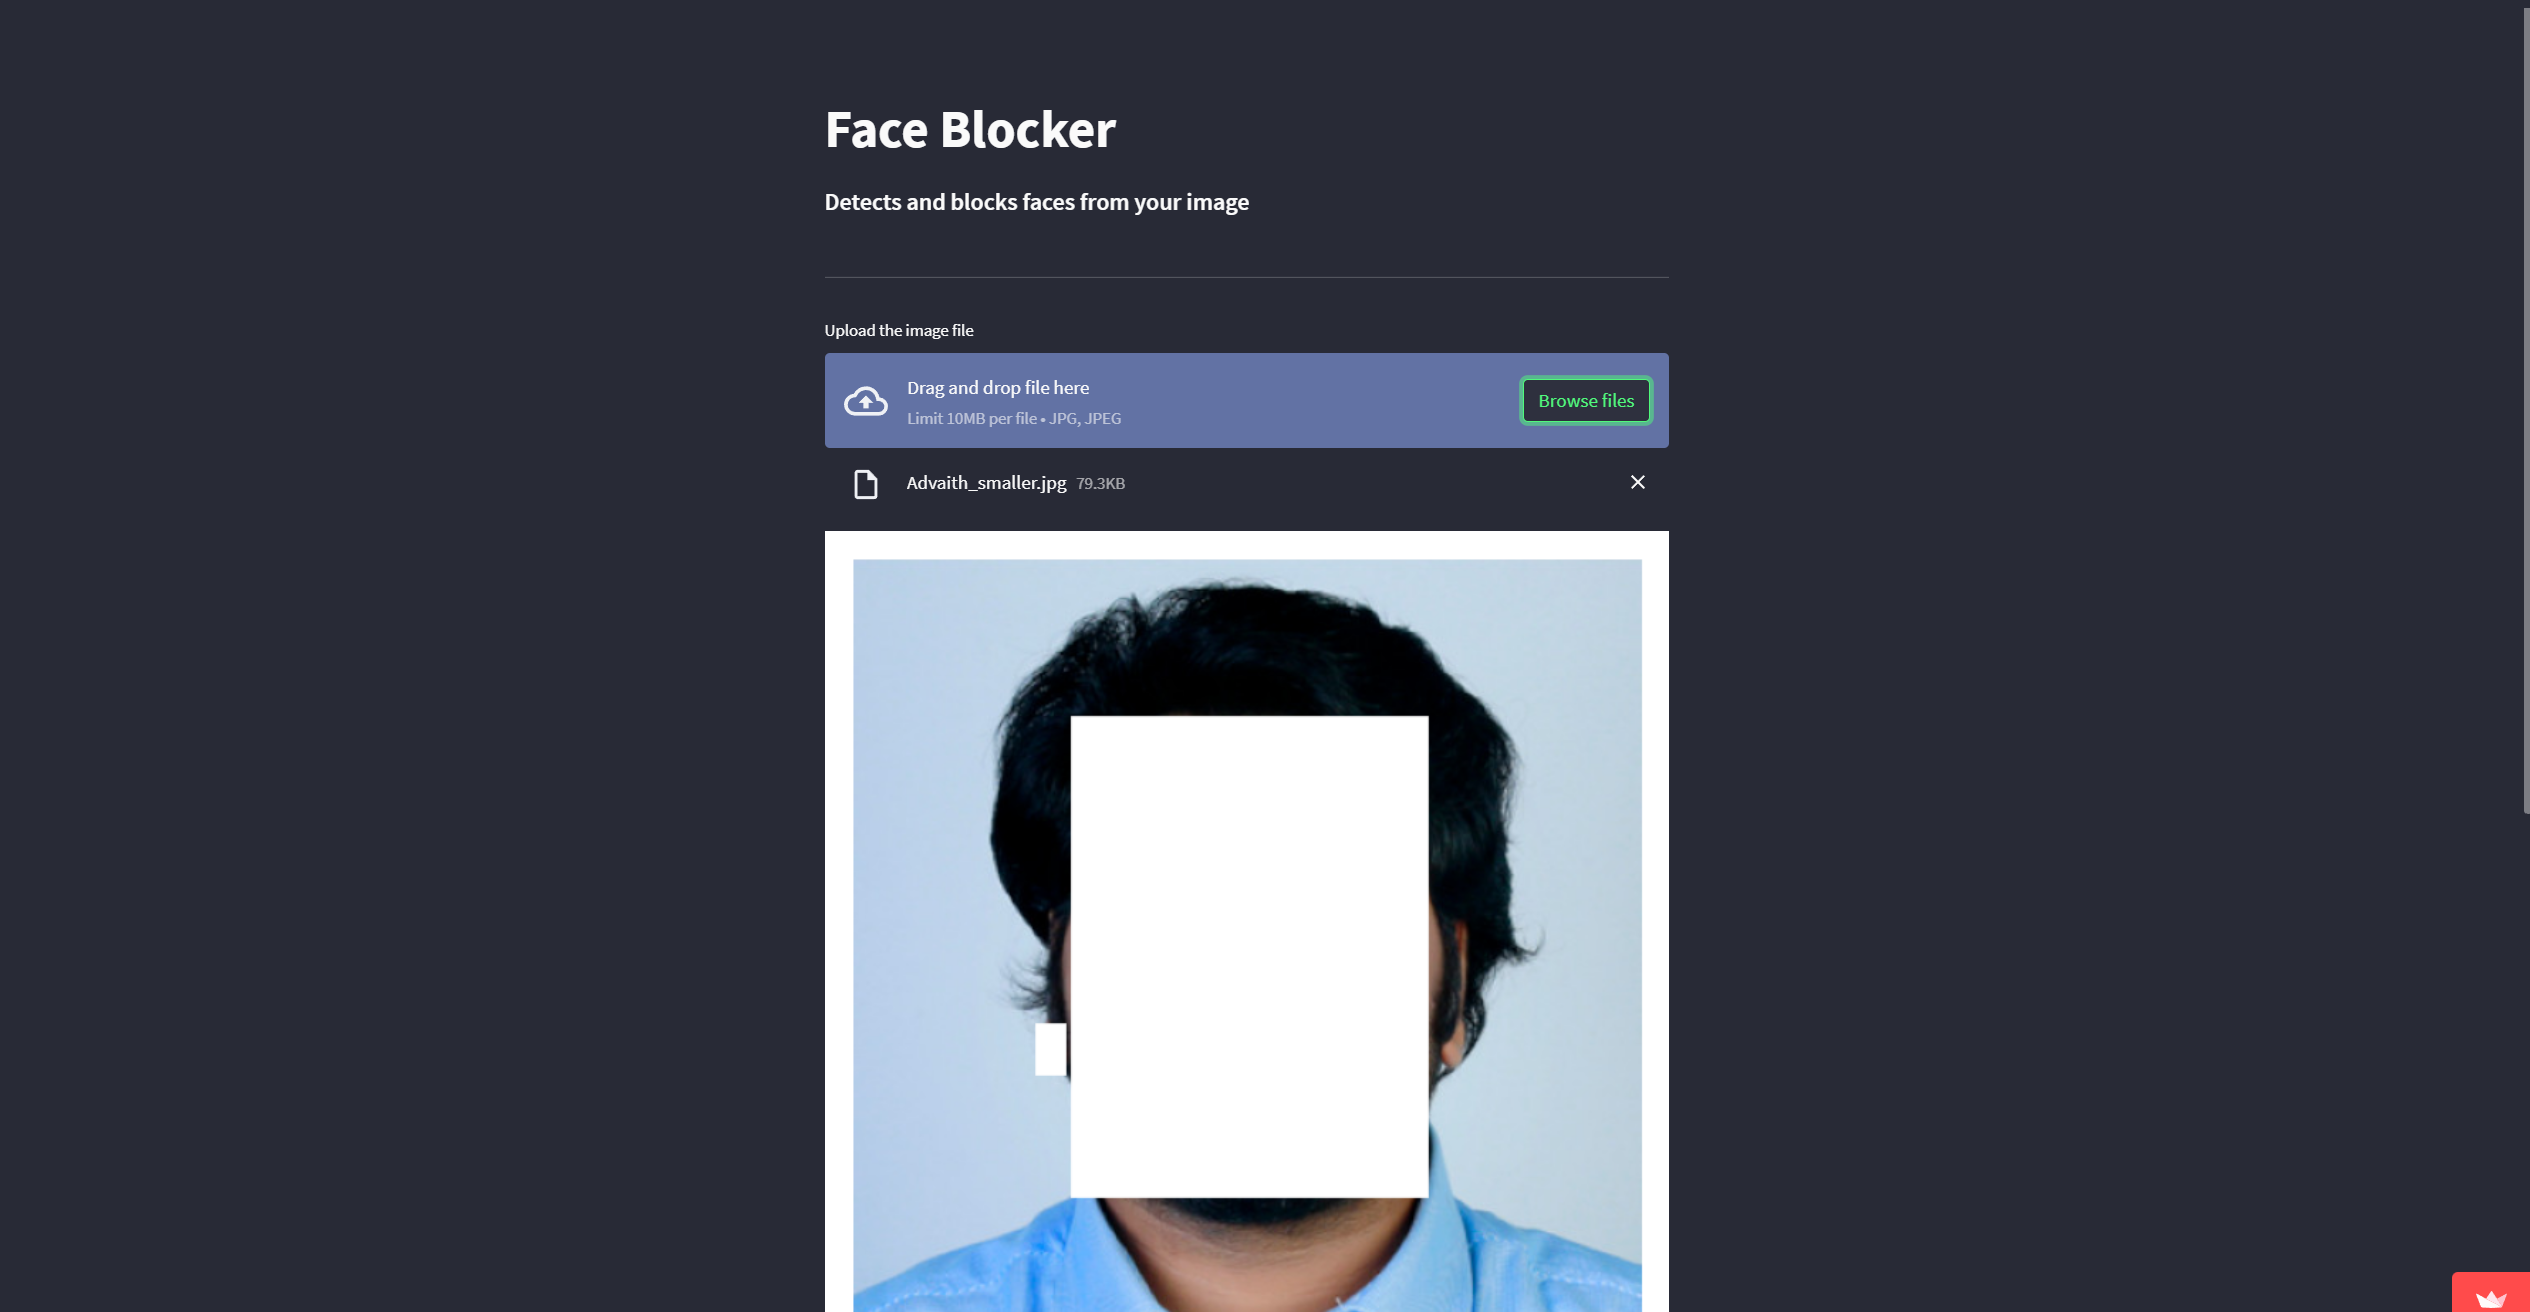 Face Blocker
Detects and blocks faces from your image
Upload the image file
Drag and drop file here
Limit 10MB per file • JPG, JPEG
Browse files
Advaith_smaller.jpg 79.3KB